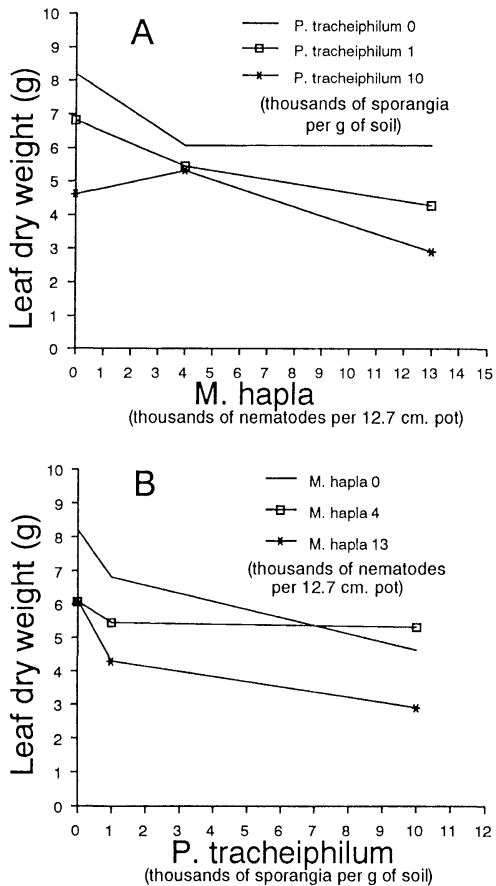 A
P. tracheiphilum 0
P. tracheiphilum 1
P. tracheiphilum 10
(thousands of sporangia
per g of soil)
Leaf dry weight (g)
10
9
8
7
6
5
4
3
2
1
0
0 1 2 3 4 5 6 7 8 9 10 11 12 13 14 15
M. hapla
(thousands of nematodes per 12.7 cm. pot)
B
M. hapla 0
M. hapla 4
M. hapla 13
(thousands of nematodes
per 12.7 cm. pot)
Leaf dry weight (g)
10
9
8
7
6
5
4
3
2
1
0
0 1 2 3 4 5 6 7 8 9 10 11 12
P. tracheiphilum
(thousands of sporangia per g of soil)